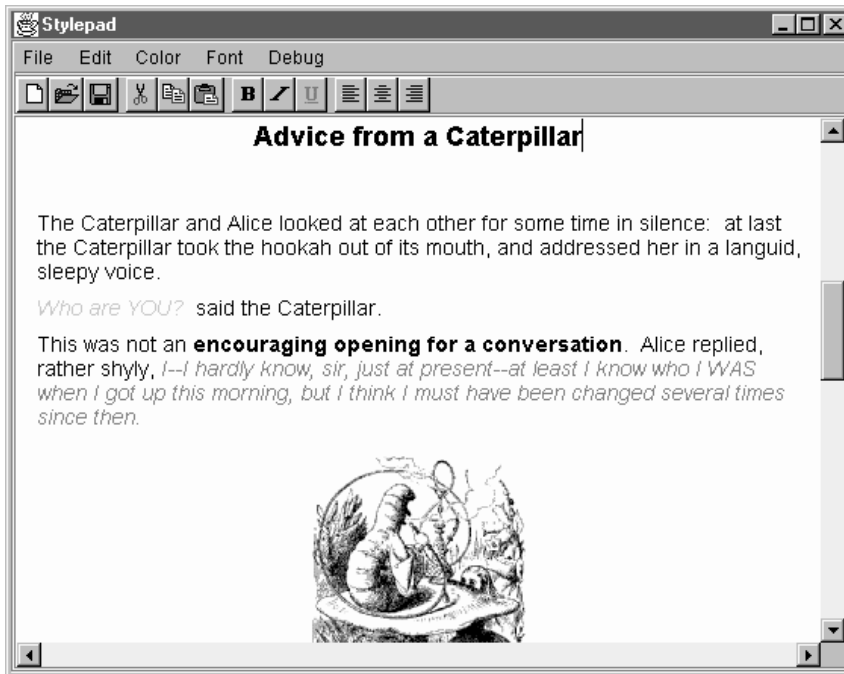 Stylepad
File Edit Color Font Debug
B I U
Advice from a Caterpillar
The Caterpillar and Alice looked at each other for some time in silence:  at last
the Caterpillar took the hookah out of its mouth, and addressed her in a languid,
sleepy voice.
Who are YOU?  said the Caterpillar.
This was not an encouraging opening for a conversation.  Alice replied,
rather shyly, I--I hardly know, sir, just at present--at least I know who I WAS
when I got up this morning, but I think I must have been changed several times
since then.